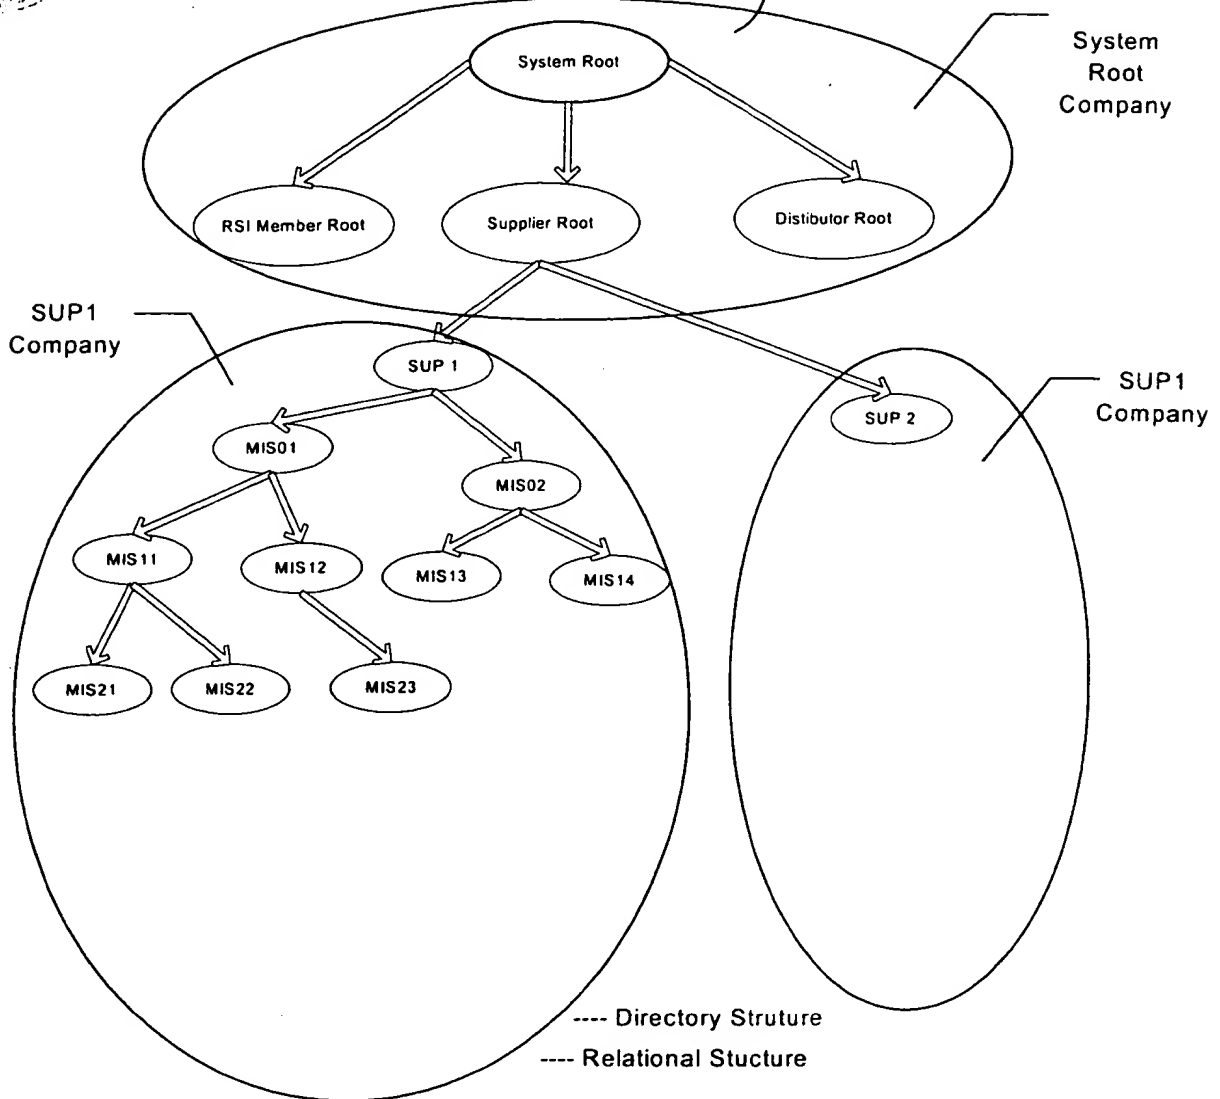 System Root
System
Root
Company
RSI Member Root
Supplier Root
Distibutor Root
SUP1
Company
SUP 1
SUP1
Company
SUP 2
MIS01
MIS02
MIS11
MIS12
MIS13
MIS14
MIS21
MIS22
MIS23
---- Directory Struture
---- Relational Stucture